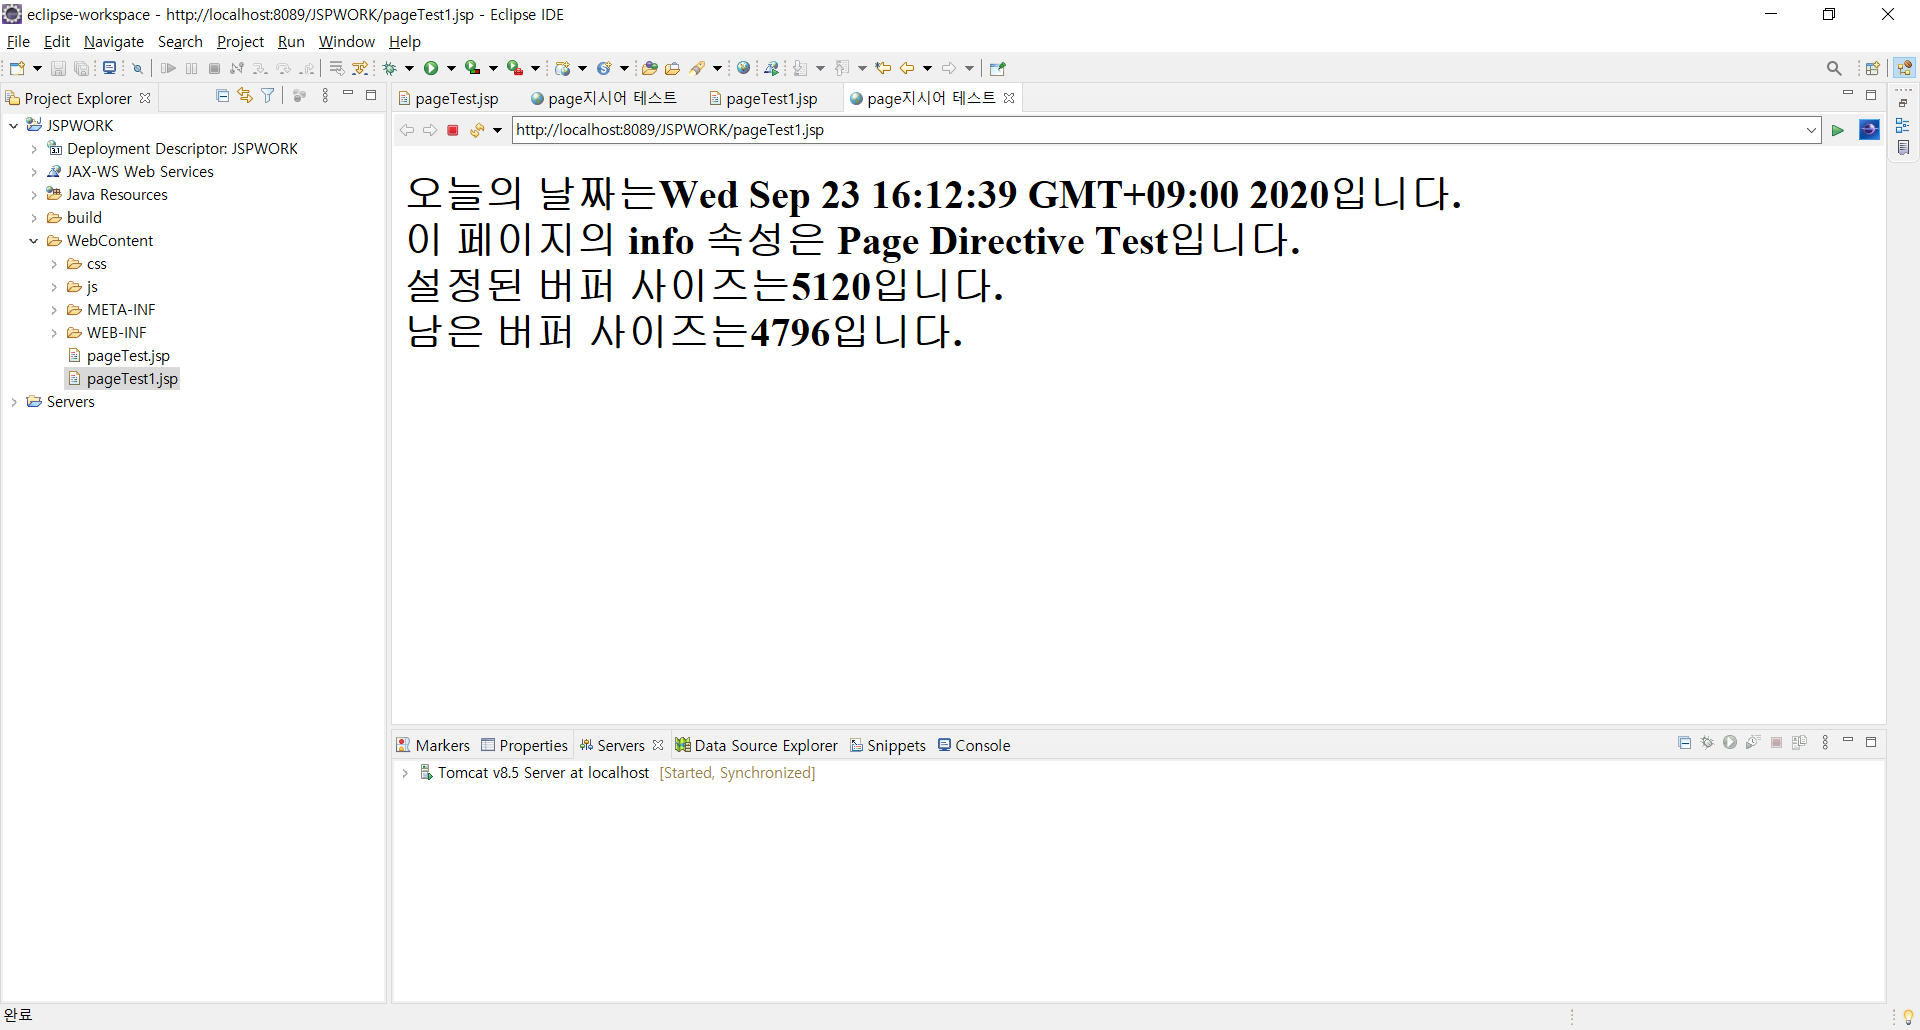 eclipse-workspace - http://localhost:8089/JSPWORK/pageTest1.jsp - Eclipse IDE
File Edit Navigate Search Project Run Window Help
Project Explorer
pageTest.jsp page지시어 테스트 pageTest1.jsp page지시어 테스트
http://localhost:8089/JSPWORK/pageTest1.jsp
JSPWORK
Deployment Descriptor: JSPWORK
JAX-WS Web Services
Java Resources
build
WebContent
css
js
META-INF
WEB-INF
pageTest.jsp
pageTest1.jsp
Servers
오늘의 날짜는Wed Sep 23 16:12:39 GMT+09:00 2020입니다.
이 페이지의 info 속성은 Page Directive Test입니다.
설정된 버퍼 사이즈는5120입니다.
남은 버퍼 사이즈는4796입니다.
Markers Properties Servers Data Source Explorer Snippets Console
Tomcat v8.5 Server at localhost [Started, Synchronized]
완료